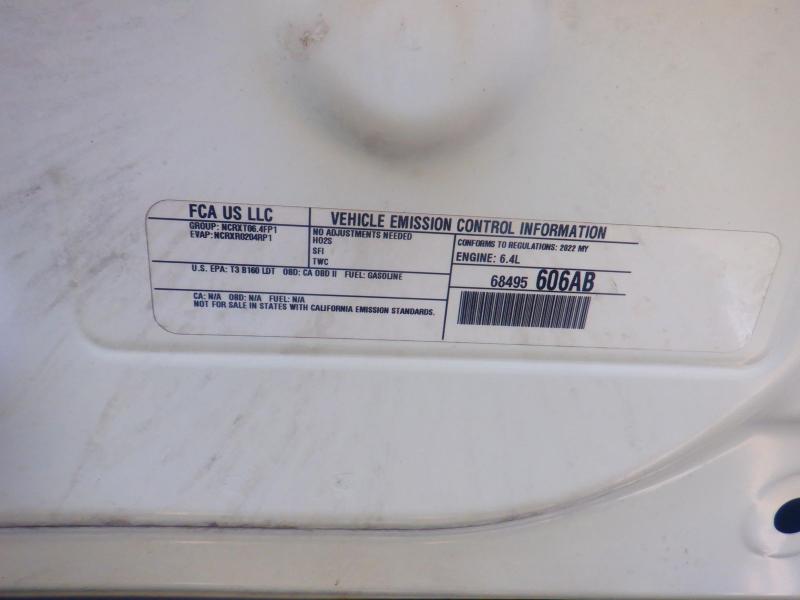 FCA US LLC
GROUP: NCRXT06.4FP1
EVAP: NCRXR0204RP1
VEHICLE EMISSION CONTROL INFORMATION
NO ADJUSTMENTS NEEDED
HO2S
SFI
TWC
CONFORMS TO REGULATIONS: 2022 MY
ENGINE: 6.4L
U.S. EPA: T3 B160 LDT OBD: CA OBD II FUEL: GASOLINE
68495 606AB
CA: N/A OBD: N/A FUEL: N/A
NOT FOR SALE IN STATES WITH CALIFORNIA EMISSION STANDARDS.